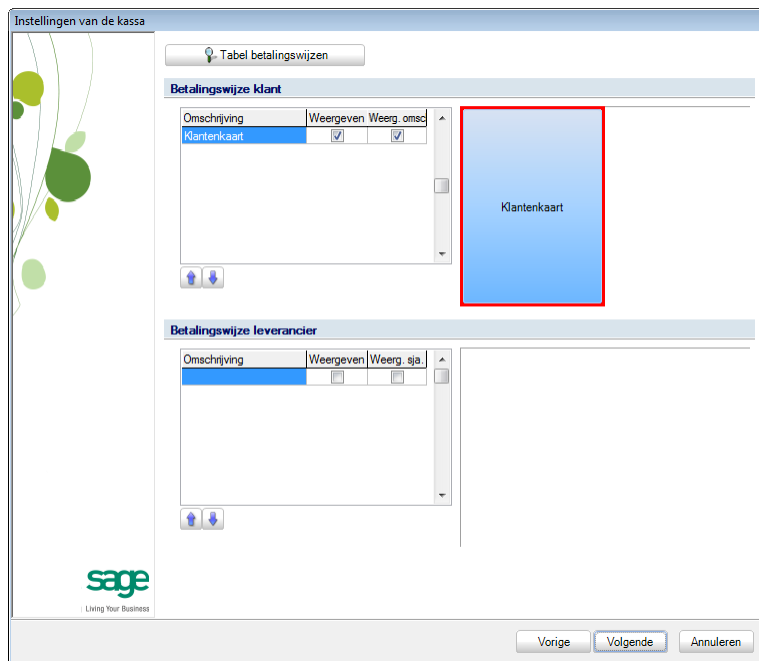 Instellingen van de kassa
Tabel betalingswijzen
Betalingswijze klant
Omschrijving Weergeven Weerg. omsc
Klantenkaart
Klantenkaart
Betalingswijze leverancier
Omschrijving Weergeven Weerg. sja.
sage
Living Your Business
Vorige Volgende Annuleren